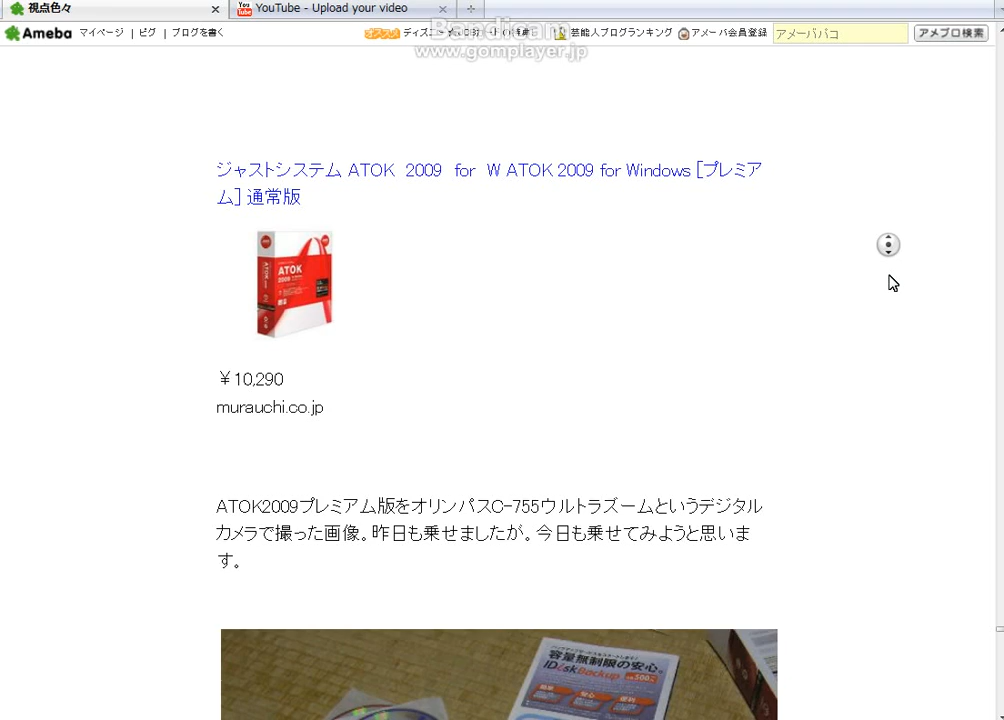 視点色々
YouTube - Upload your video
Ameba マイページ | ピグ | ブログを書く
芸能人ブログランキング アメーバ会員登録 アメーバパコ アメブロ検索
Bandicam
www.gomplayer.jp
ジャストシステム ATOK 2009 for W ATOK 2009 for Windows [プレミア
ム] 通常版
ATOK
2009
￥10,290
murauchi.co.jp
ATOK2009プレミアム版をオリンパスC-755ウルトラズームというデジタル
カメラで撮った画像。昨日も乗せましたが。今日も乗せてみようと思いま
す。
容量無制限の安心。